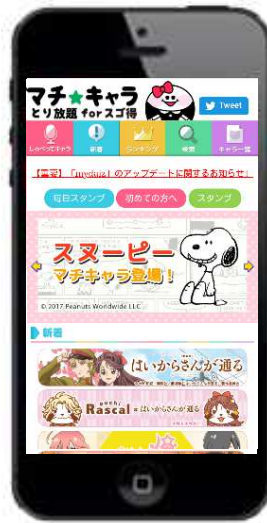 マチ★キャラ
とり放題 for スゴ得
Tweet
しゃべってキャラ
新着
ランキング
検索
キャラ一覧
【重要】「mydaiz」のアップデートに関するお知らせ
毎日スタンプ
初めての方へ
スタンプ
スヌーピー
マチキャラ登場!
© 2017 Peanuts Worldwide LLC
新着
はいからさんが通る
Rascal × はいからさんが通る